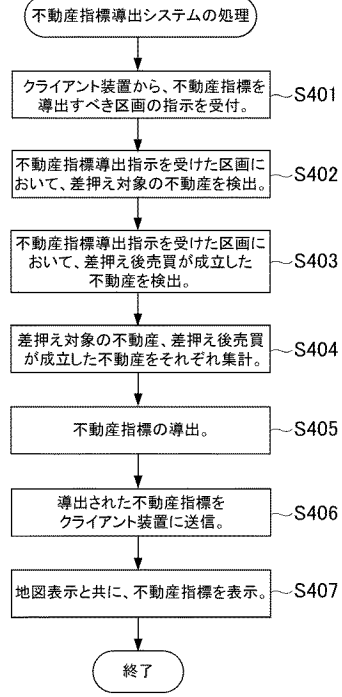 不動産指標導出システムの処理
クライアント装置から、不動産指標を
導出すべき区画の指示を受付。
S401
不動産指標導出指示を受けた区画に
おいて、差押え対象の不動産を検出。
S402
不動産指標導出指示を受けた区画に
おいて、差押え後売買が成立した
不動産を検出。
S403
差押え対象の不動産、差押え後売買
が成立した不動産をそれぞれ集計。
S404
不動産指標の導出。
S405
導出された不動産指標を
クライアント装置に送信。
S406
地図表示と共に、不動産指標を表示。
S407
終了